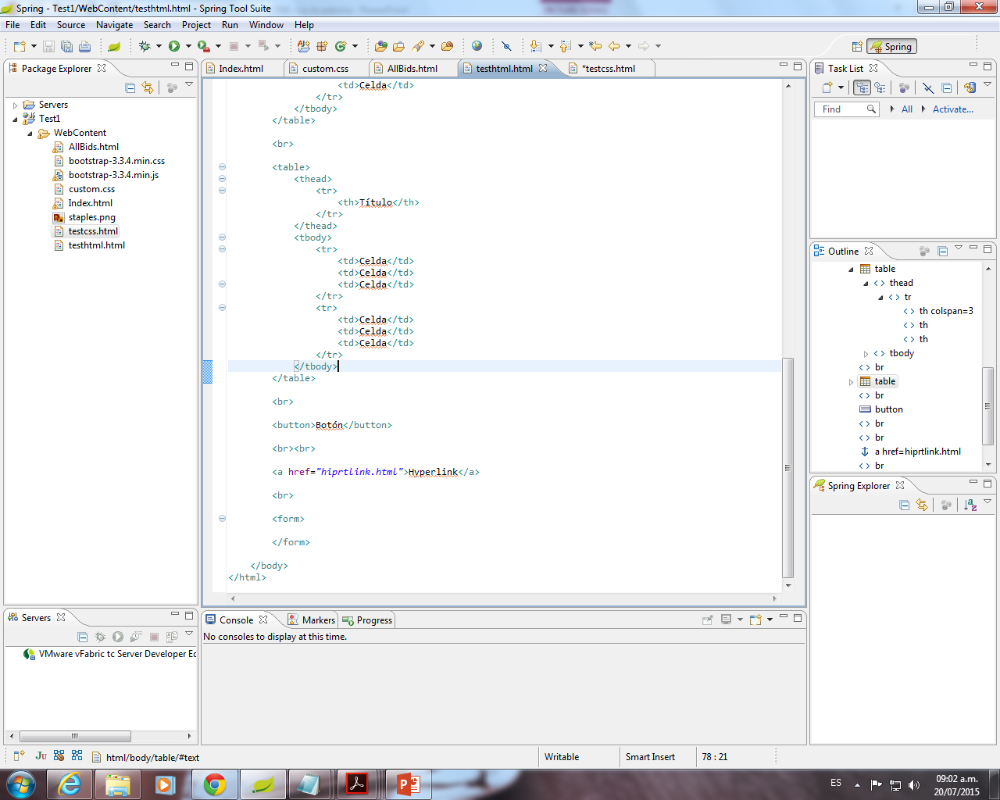 Spring - Test1/WebContent/testhtml.html - Spring Tool Suite
File Edit Source Navigate Search Project Run Window Help
Spring
Package Explorer
Servers
Test1
WebContent
AllBids.html
bootstrap-3.3.4.min.css
bootstrap-3.3.4.min.js
custom.css
Index.html
staples.png
testcss.html
testhtml.html
Index.html custom.css AllBids.html testhtml.html *testcss.html
<td>Celda</td>
</tr>
</tbody>
</table>
<br>
<table>
<thead>
<tr>
<th>Título</th>
</tr>
</thead>
<tbody>
<tr>
<td>Celda</td>
<td>Celda</td>
<td>Celda</td>
</tr>
<tr>
<td>Celda</td>
<td>Celda</td>
<td>Celda</td>
</tr>
</tbody>
</table>
<br>
<button>Botón</button>
<br><br>
<a href="hiprtlink.html">Hyperlink</a>
<br>
<form>
</form>
</body>
</html>
Task List
Find All Activate...
Outline
table
thead
tr
th colspan=3
th
th
tbody
br
table
br
button
br
br
a href=hiprtlink.html
br
Spring Explorer
Servers
VMware vFabric tc Server Developer Ec
Console Markers Progress
No consoles to display at this time.
html/body/table/#text Writable Smart Insert 78 : 21
ES
09:02 a.m.
20/07/2015